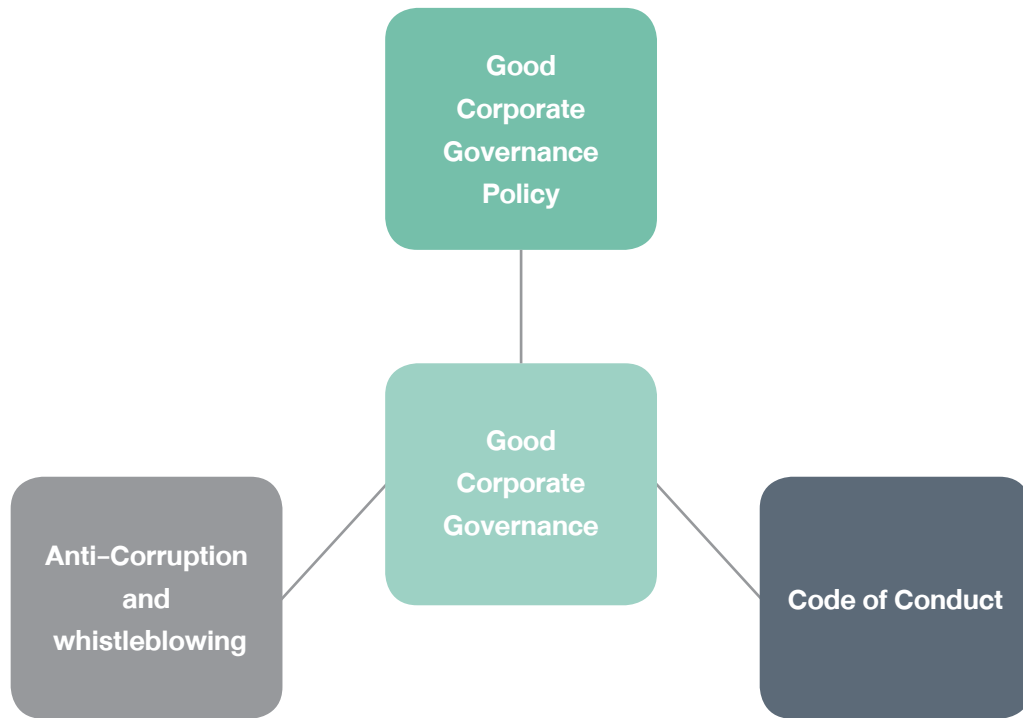 Good
Corporate
Governance
Policy
Good
Corporate
Governance
Anti–Corruption
and
whistleblowing
Code of Conduct